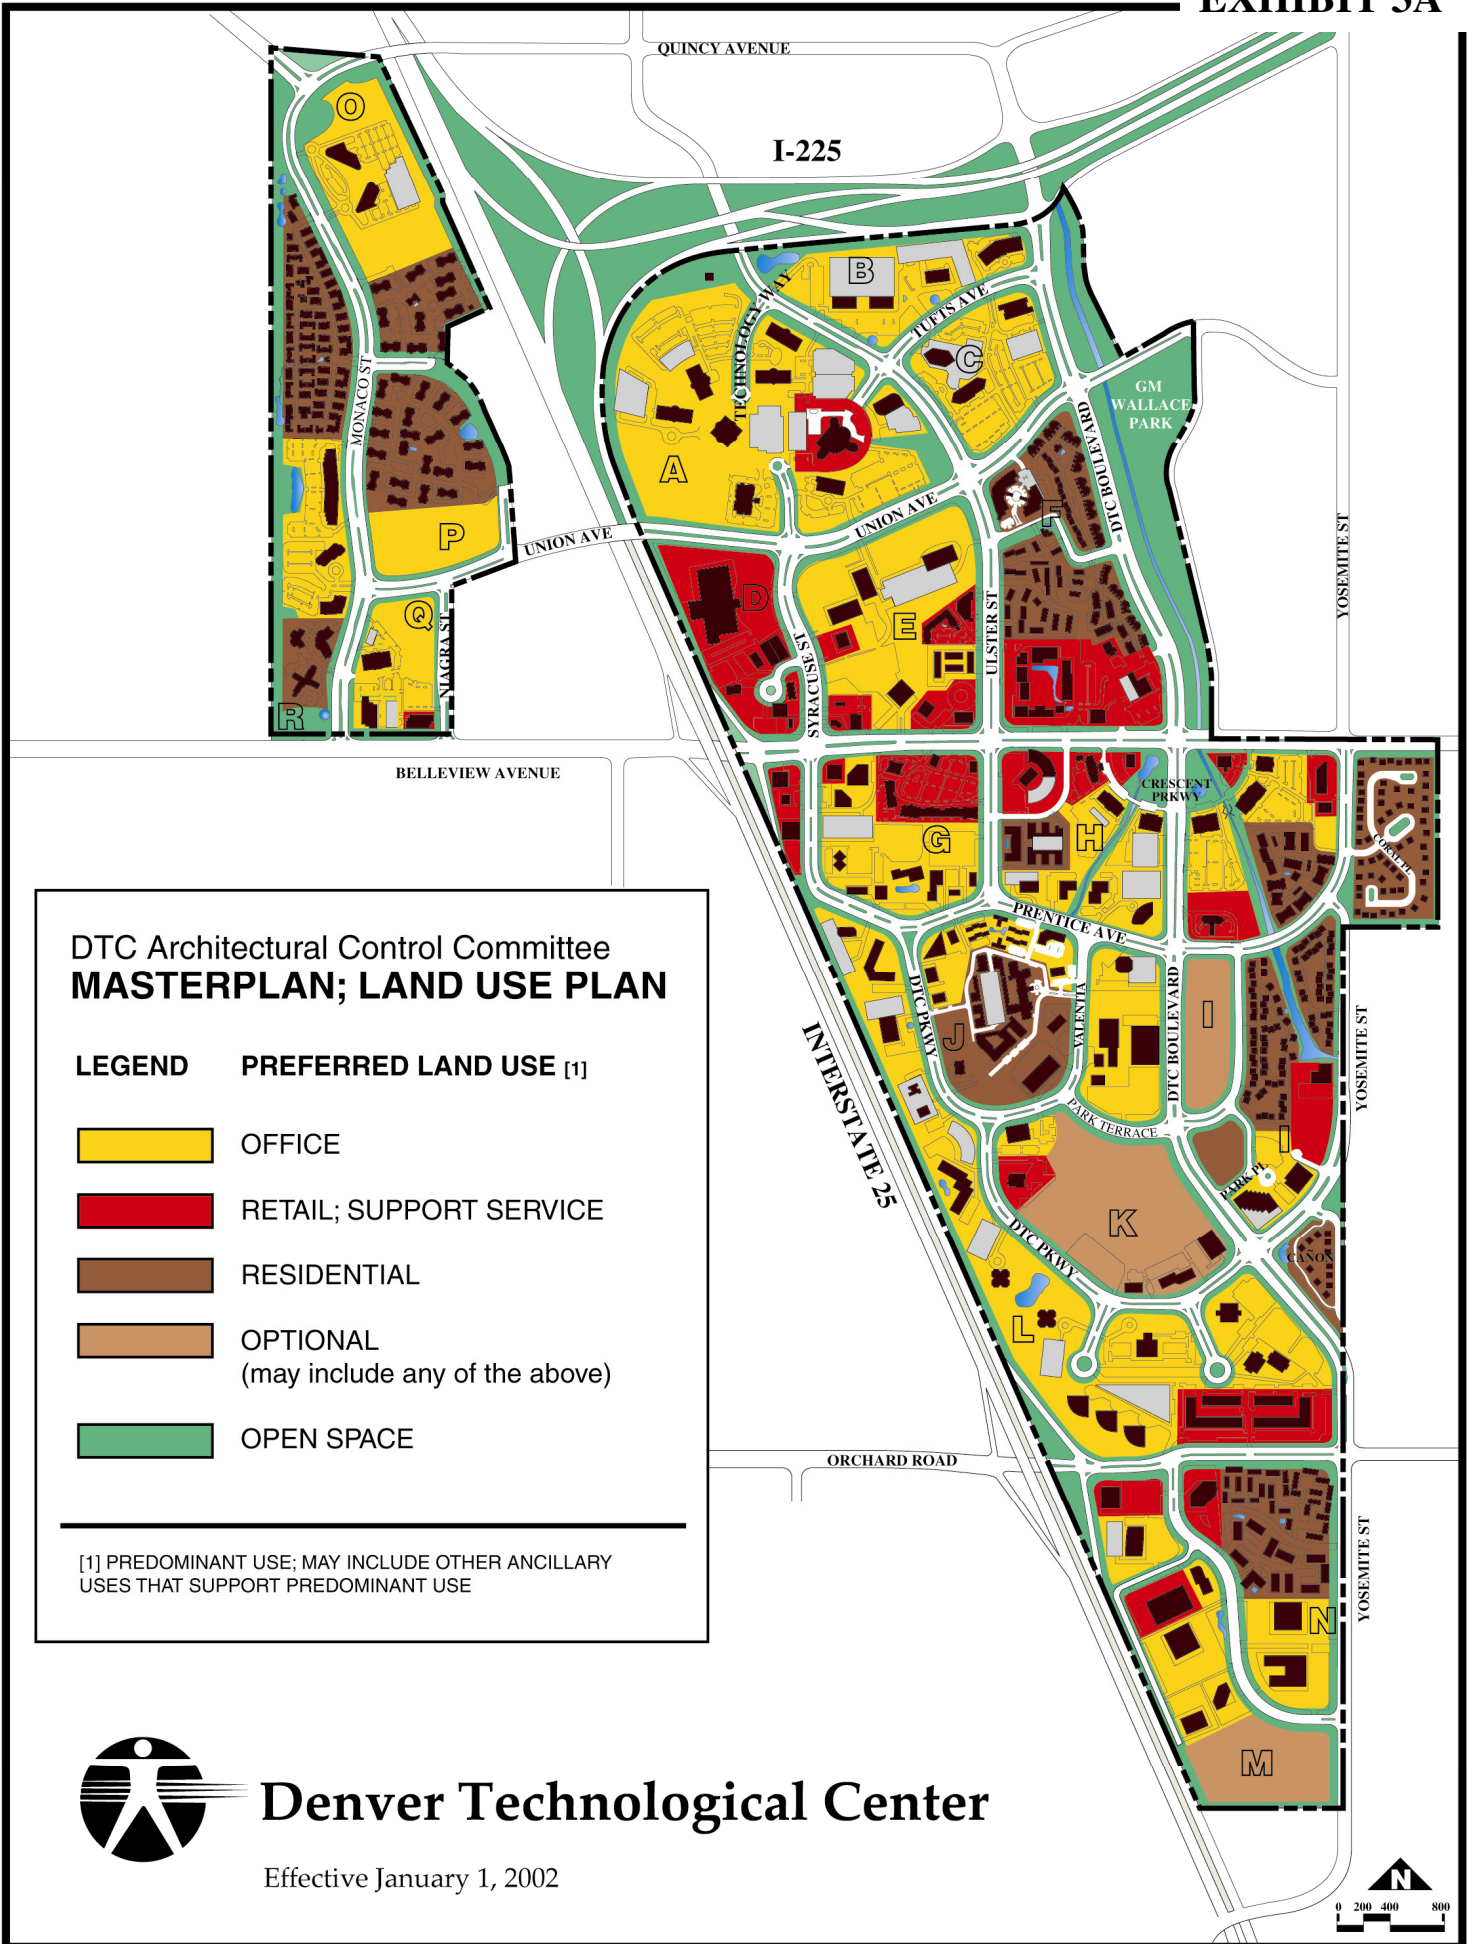 EXHIBIT 5A
QUINCY AVENUE
I-225
O
B
TECHNOLOGY WAY
TUFTS AVE
C
GM
WALLACE
PARK
MONACO ST
A
DTC BOULEVARD
F
UNION AVE
P
UNION AVE
YOSEMITE ST
D
Q
E
ULSTER ST
NIAGRA ST
SYRACUSE ST
R
BELLEVIEW AVENUE
CRESCENT
PRKWY
G
H
CORAL PL
PRENTICE AVE
DTC PKWY
J
VALENTIA
DTC BOULEVARD
I
YOSEMITE ST
INTERSTATE 25
PARK TERRACE
I
PARK PL
K
DTC PKWY
CAÑON
L
ORCHARD ROAD
YOSEMITE ST
N
M
DTC Architectural Control Committee
MASTERPLAN; LAND USE PLAN
LEGEND PREFERRED LAND USE [1]
OFFICE
RETAIL; SUPPORT SERVICE
RESIDENTIAL
OPTIONAL
(may include any of the above)
OPEN SPACE
[1] PREDOMINANT USE; MAY INCLUDE OTHER ANCILLARY
USES THAT SUPPORT PREDOMINANT USE
Denver Technological Center
Effective January 1, 2002
N
0 200 400 800